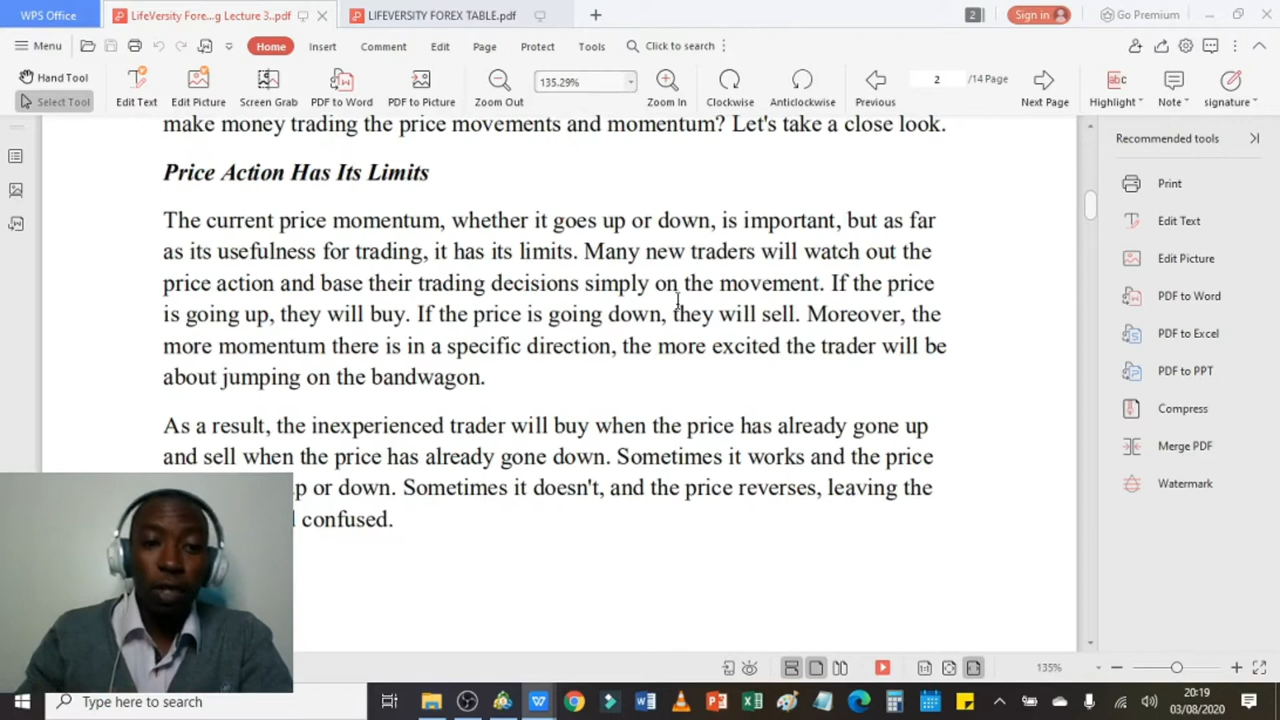 WPS Office
LifeVersity Fore...g Lecture 3..pdf
LIFEVERSITY FOREX TABLE.pdf
2
Sign in
Go Premium
Menu
Home
Insert
Comment
Edit
Page
Protect
Tools
Click to search
Hand Tool
Select Tool
Edit Text
Edit Picture
Screen Grab
PDF to Word
PDF to Picture
Zoom Out
135.29%
Zoom In
Clockwise
Anticlockwise
Previous
2
/14 Page
Next Page
Highlight
Note
signature
make money trading the price movements and momentum? Let's take a close look.
Price Action Has Its Limits
The current price momentum, whether it goes up or down, is important, but as far
as its usefulness for trading, it has its limits. Many new traders will watch out the
price action and base their trading decisions simply on the movement. If the price
is going up, they will buy. If the price is going down, they will sell. Moreover, the
more momentum there is in a specific direction, the more excited the trader will be
about jumping on the bandwagon.
As a result, the inexperienced trader will buy when the price has already gone up
and sell when the price has already gone down. Sometimes it works and the price
or down. Sometimes it doesn't, and the price reverses, leaving the
confused.
Recommended tools
Print
Edit Text
Edit Picture
PDF to Word
PDF to Excel
PDF to PPT
Compress
Merge PDF
Watermark
135%
Type here to search
20:19
03/08/2020